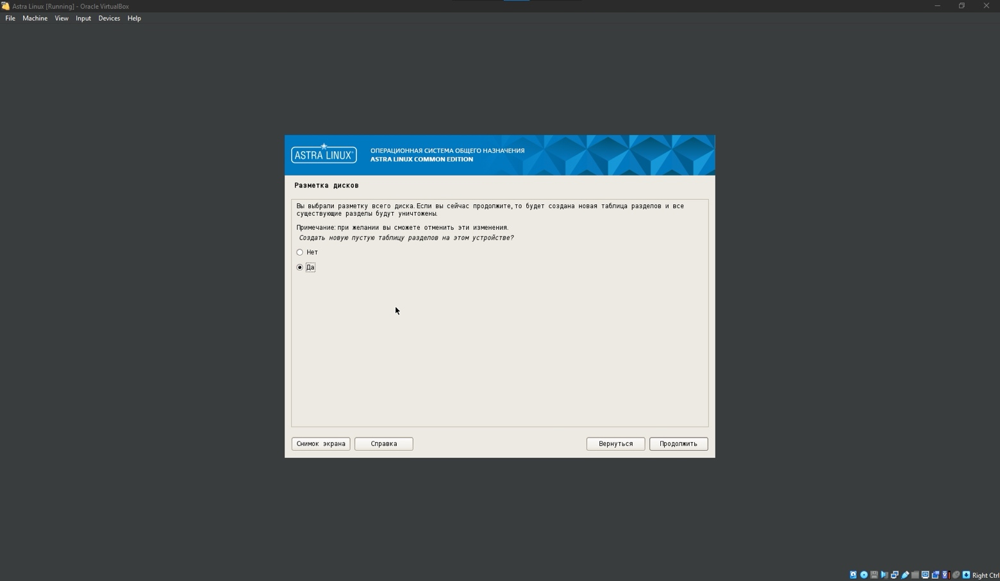 Astra Linux [Running] - Oracle VirtualBox
File Machine View Input Devices Help
ASTRA LINUX®
ОПЕРАЦИОННАЯ СИСТЕМА ОБЩЕГО НАЗНАЧЕНИЯ
ASTRA LINUX COMMON EDITION
Разметка дисков
Вы выбрали разметку всего диска. Если вы сейчас продолжите, то будет создана новая таблица разделов и все
существующие разделы будут уничтожены.
Примечание: при желании вы сможете отменить эти изменения.
Создать новую пустую таблицу разделов на этом устройстве?
Нет
Да
Снимок экрана Справка Вернуться Продолжить
Right Ctrl